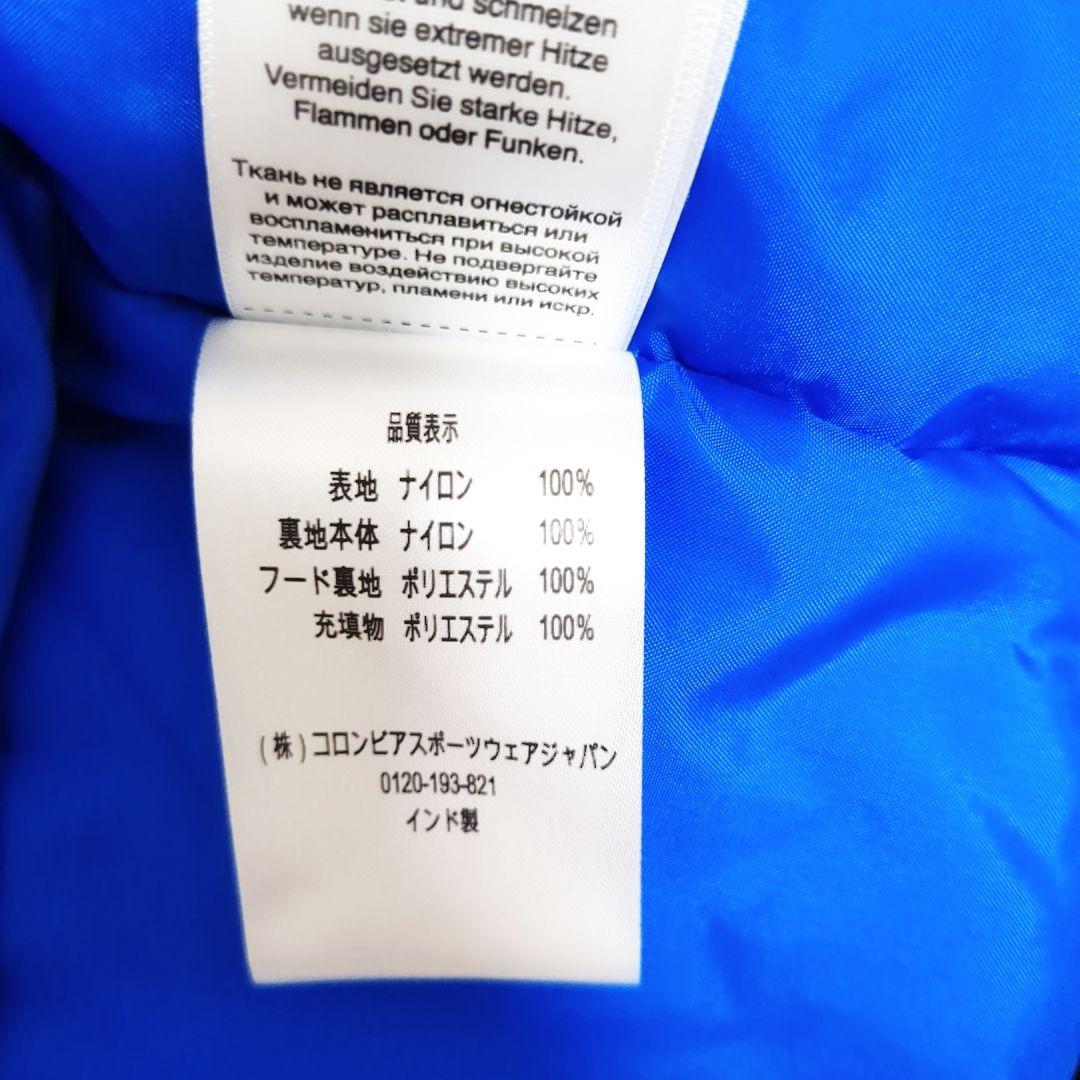 und schmelzen
wenn sie extremer Hitze
ausgesetzt werden.
Vermeiden Sie starke Hitze,
Flammen oder Funken.
Ткань не является огнестойкой
и может расплавиться или
воспламениться при высокой
температуре. Не подвергайте
изделие воздействию высоких
температур, пламени или искр.
品質表示
表地 ナイロン 100%
裏地本体 ナイロン 100%
フード裏地 ポリエステル 100%
充填物 ポリエステル 100%
(株)コロンビアスポーツウェアジャパン
0120-193-821
インド製